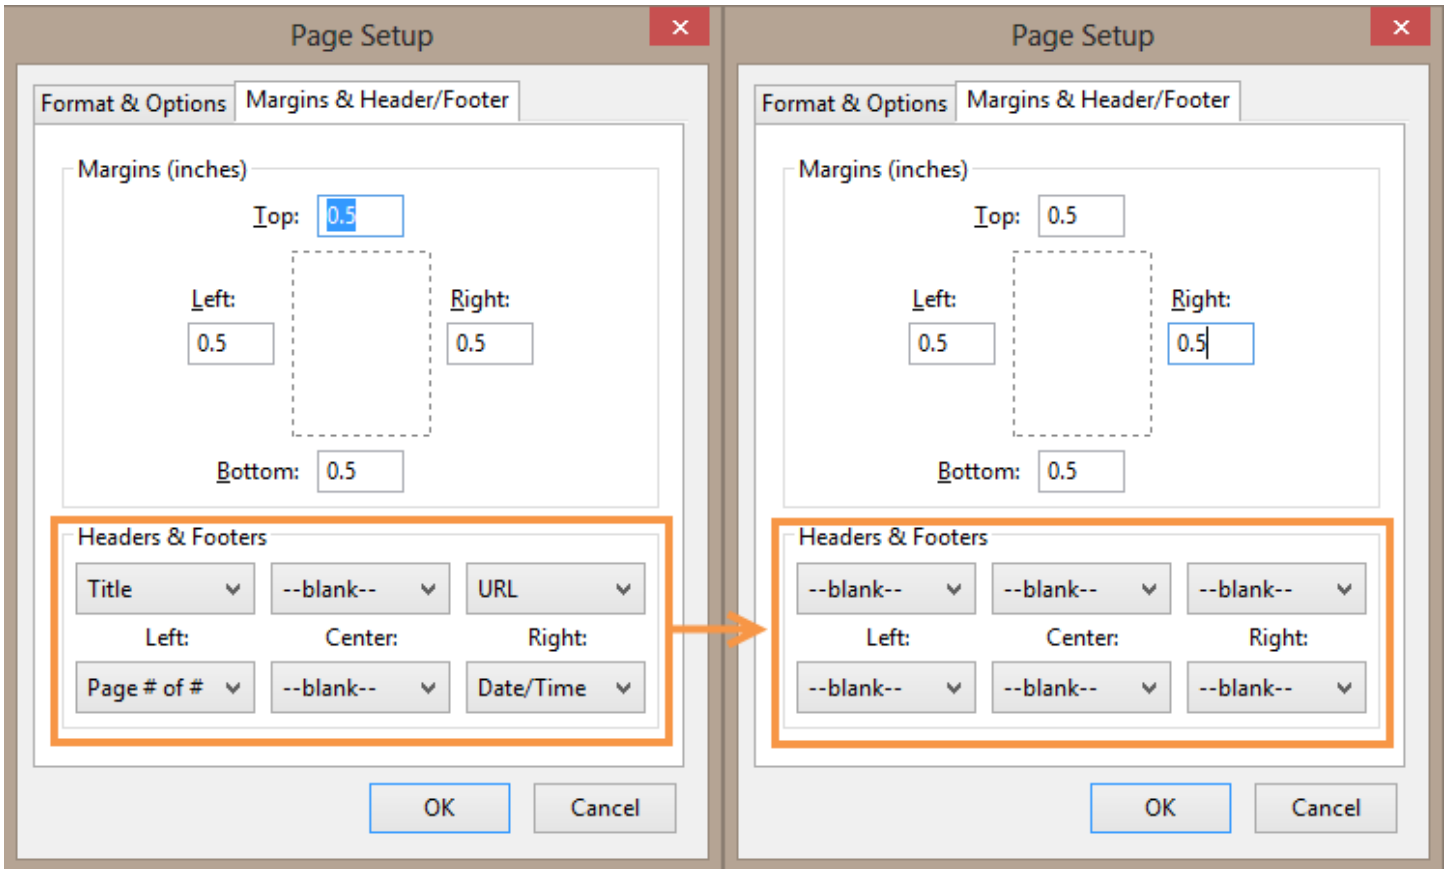 Page Setup
Format & Options Margins & Header/Footer
Margins (inches)
Top: 0.5
Left: Right:
0.5 0.5
Bottom: 0.5
Headers & Footers
Title --blank-- URL
Left: Center: Right:
Page # of # --blank-- Date/Time
OK Cancel
Page Setup
Format & Options Margins & Header/Footer
Margins (inches)
Top: 0.5
Left: Right:
0.5 0.5
Bottom: 0.5
Headers & Footers
--blank-- --blank-- --blank--
Left: Center: Right:
--blank-- --blank-- --blank--
OK Cancel